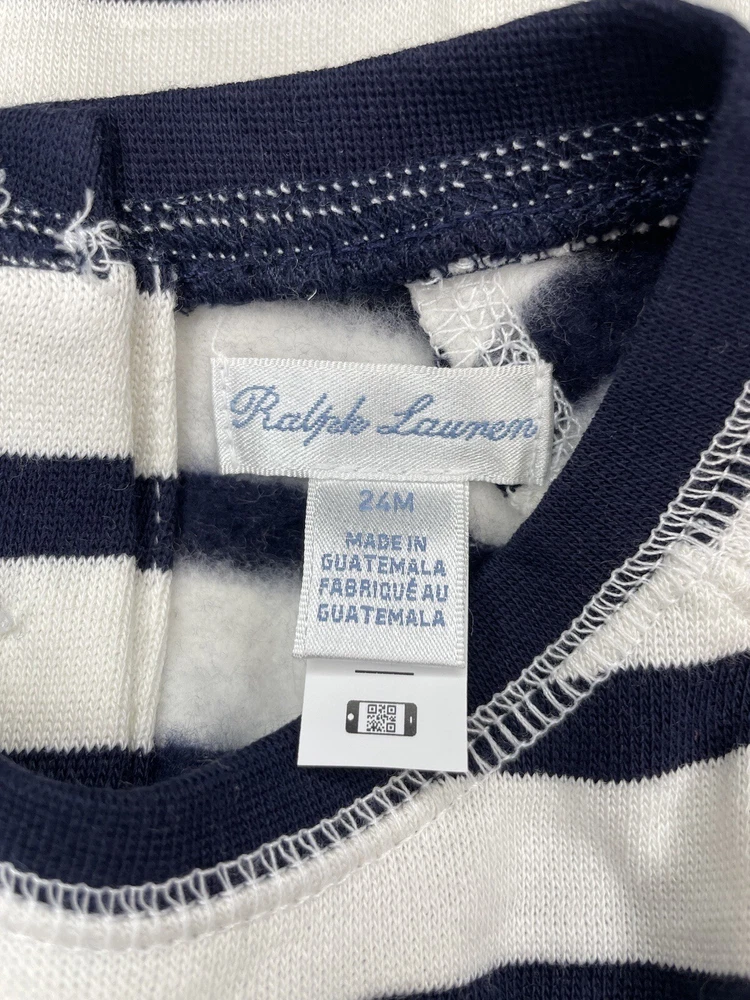 Ralph Lauren
24M
MADE IN
GUATEMALA
FABRIQUÉ AU
GUATEMALA